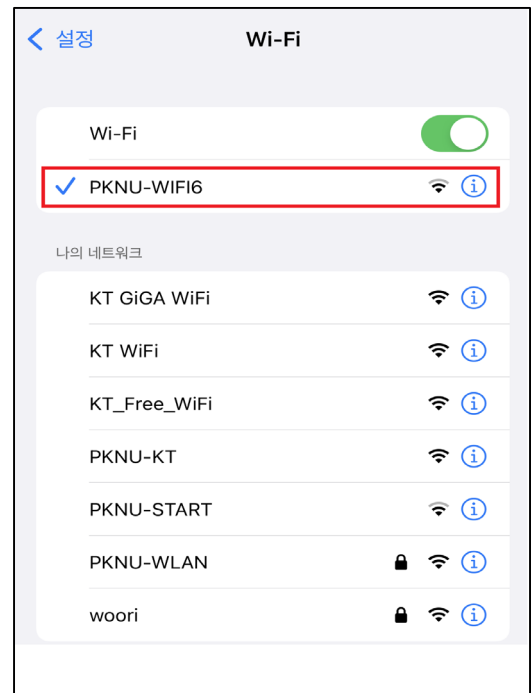 설정
Wi-Fi
Wi-Fi
PKNU-WIFI6
나의 네트워크
KT GiGA WiFi
KT WiFi
KT_Free_WiFi
PKNU-KT
PKNU-START
PKNU-WLAN
woori